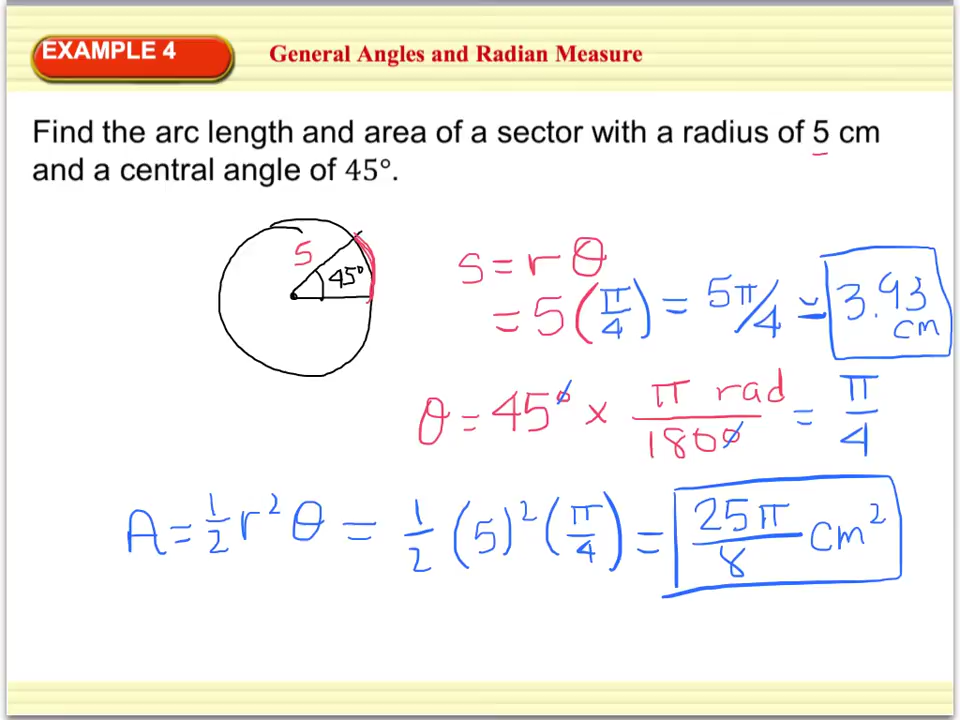 EXAMPLE 4
General Angles and Radian Measure
Find the arc length and area of a sector with a radius of 5 cm
and a central angle of 45°.
5
45°
s = r θ
= 5 (π/4) = 5π/4 ≃ 3.93 cm
θ = 45° × π rad / 180° = π/4
A = 1/2 r² θ = 1/2 (5)² (π/4) = 25π/8 cm²